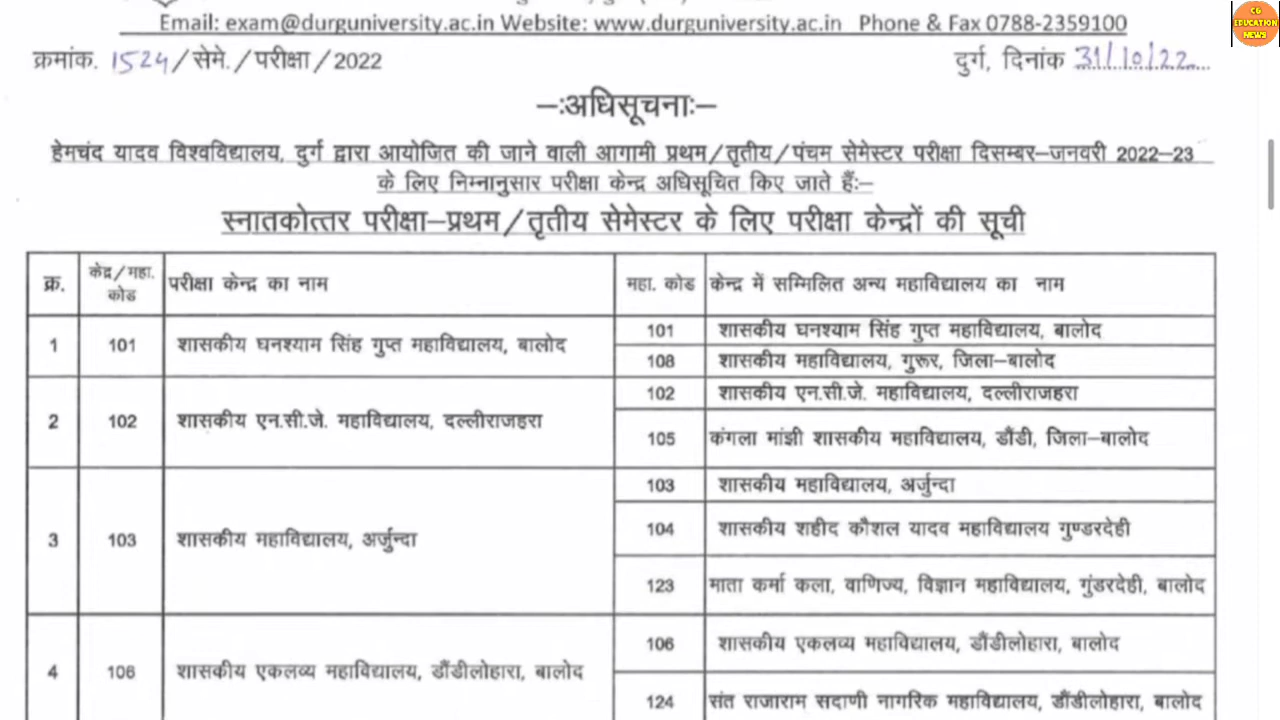 Email: exam@durguniversity.ac.in Website: www.durguniversity.ac.in Phone & Fax 0788-2359100
CG
EDUCATION
NEWS
क्रमांक. 1524/सेमे./परीक्षा/2022 दुर्ग, दिनांक 31/10/22
–:अधिसूचना:–
हेमचंद यादव विश्वविद्यालय, दुर्ग द्वारा आयोजित की जाने वाली आगामी प्रथम/तृतीय/पंचम सेमेस्टर परीक्षा दिसम्बर–जनवरी 2022–23
के लिए निम्नानुसार परीक्षा केन्द्र अधिसूचित किए जाते हैं:–
स्नातकोत्तर परीक्षा–प्रथम/तृतीय सेमेस्टर के लिए परीक्षा केन्द्रों की सूची
क्र. केद्र/महा. कोड परीक्षा केन्द्र का नाम महा. कोड केन्द्र में सम्मिलित अन्य महाविद्यालय का नाम
1 101 शासकीय घनश्याम सिंह गुप्त महाविद्यालय, बालोद 101 शासकीय घनश्याम सिंह गुप्त महाविद्यालय, बालोद
108 शासकीय महाविद्यालय, गुरूर, जिला–बालोद
2 102 शासकीय एन.सी.जे. महाविद्यालय, दल्लीराजहरा 102 शासकीय एन.सी.जे. महाविद्यालय, दल्लीराजहरा
105 कंगला मांझी शासकीय महाविद्यालय, डौंडी, जिला–बालोद
3 103 शासकीय महाविद्यालय, अर्जुन्दा 103 शासकीय महाविद्यालय, अर्जुन्दा
104 शासकीय शहीद कौशल यादव महाविद्यालय गुण्डरदेही
123 माता कर्मा कला, वाणिज्य, विज्ञान महाविद्यालय, गुंडरदेही, बालोद
4 106 शासकीय एकलव्य महाविद्यालय, डौंडीलोहारा, बालोद 106 शासकीय एकलव्य महाविद्यालय, डौंडीलोहारा, बालोद
124 संत राजाराम सदाणी नागरिक महाविद्यालय, डौंडीलोहारा, बालोद